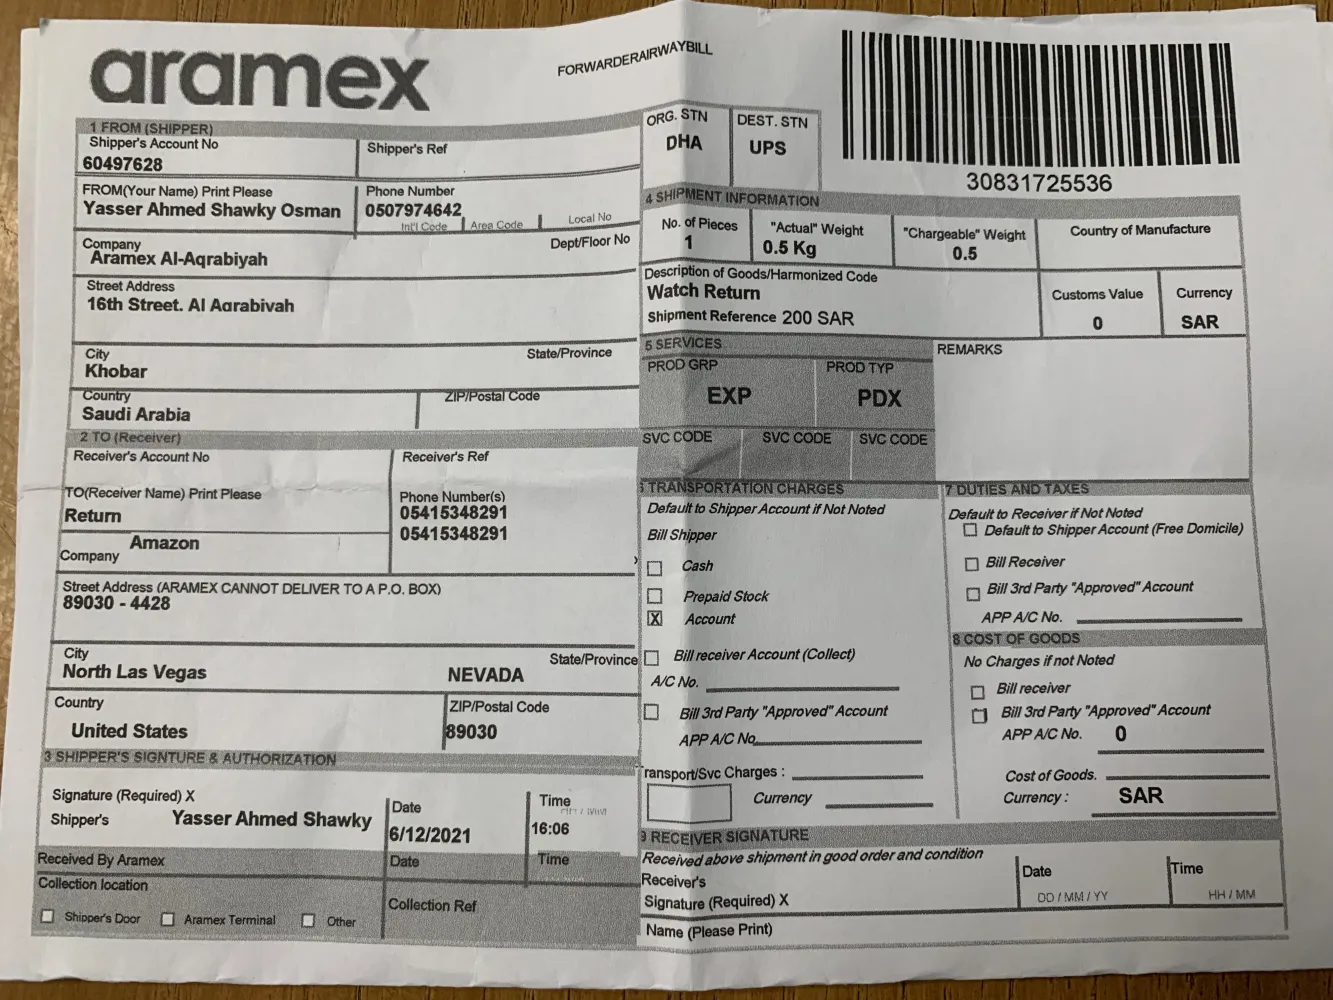 aramex
FORWARDERAIRWAYBILL
30831725536
ORG. STN
DHA
DEST. STN
UPS
1 FROM (SHIPPER)
Shipper's Account No
60497628
Shipper's Ref
FROM(Your Name) Print Please
Yasser Ahmed Shawky Osman
Phone Number
0507974642
Int'l Code Area Code Local No
Company
Aramex Al-Aqrabiyah
Dept/Floor No
Street Address
16th Street. Al Aqrabiyah
City
Khobar
State/Province
Country
Saudi Arabia
ZIP/Postal Code
2 TO (Receiver)
Receiver's Account No
Receiver's Ref
TO(Receiver Name) Print Please
Return
Phone Number(s)
05415348291
05415348291
Amazon
Company
Street Address (ARAMEX CANNOT DELIVER TO A P.O. BOX)
89030 - 4428
City
North Las Vegas
State/Province
NEVADA
Country
United States
ZIP/Postal Code
89030
3 SHIPPER'S SIGNTURE & AUTHORIZATION
Signature (Required) X
Shipper's
Yasser Ahmed Shawky
Date
6/12/2021
Time
16:06
Received By Aramex
Date
Time
Collection location
Shipper's Door
Aramex Terminal
Other
Collection Ref
4 SHIPMENT INFORMATION
No. of Pieces
1
"Actual" Weight
0.5 Kg
"Chargeable" Weight
0.5
Country of Manufacture
Description of Goods/Harmonized Code
Watch Return
Shipment Reference 200 SAR
Customs Value
0
Currency
SAR
5 SERVICES
PROD GRP
EXP
PROD TYP
PDX
REMARKS
SVC CODE
SVC CODE
SVC CODE
TRANSPORTATION CHARGES
Default to Shipper Account if Not Noted
Bill Shipper
Cash
Prepaid Stock
X Account
Bill receiver Account (Collect)
A/C No.
Bill 3rd Party "Approved" Account
APP A/C No
ransport/Svc Charges :
Currency
7 DUTIES AND TAXES
Default to Receiver if Not Noted
Default to Shipper Account (Free Domicile)
Bill Receiver
Bill 3rd Party "Approved" Account
APP A/C No.
8 COST OF GOODS
No Charges if not Noted
Bill receiver
Bill 3rd Party "Approved" Account
APP A/C No. 0
Cost of Goods.
Currency : SAR
9 RECEIVER SIGNATURE
Received above shipment in good order and condition
Receiver's
Signature (Required) X
Date
DD / MM / YY
Time
HH / MM
Name (Please Print)